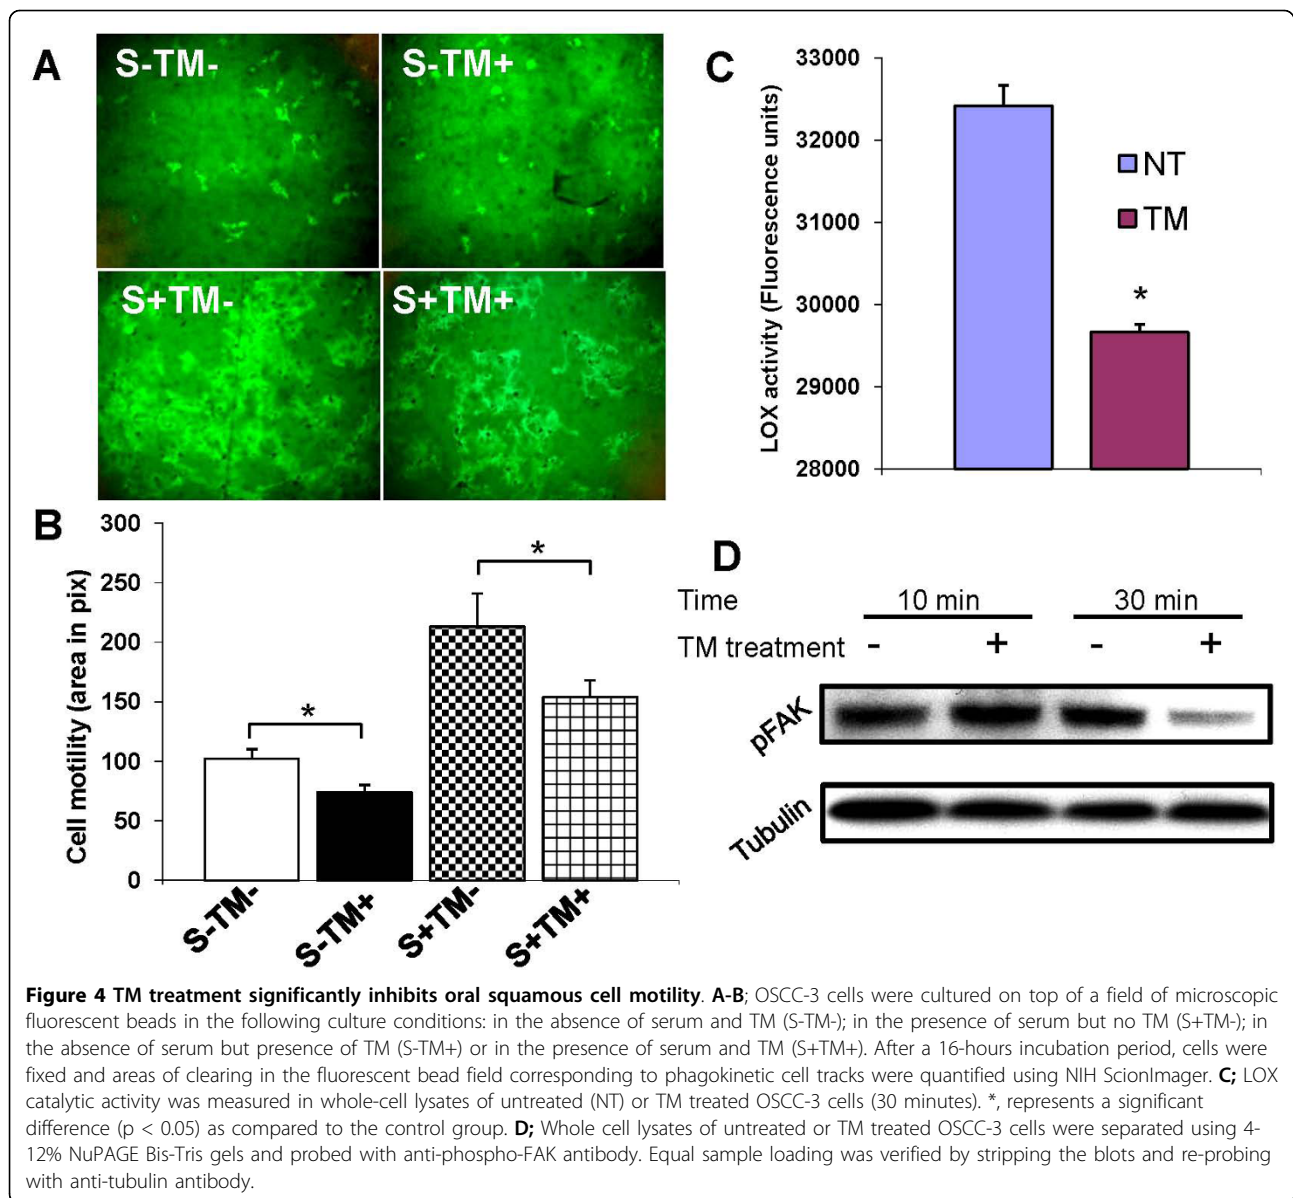 A
S-TM-
S-TM+
S+TM-
S+TM+
B
300
250
200
150
100
50
0
Cell motility (area in pix)
*
*
S-TM-
S-TM+
S+TM-
S+TM+
C
33000
32000
31000
30000
29000
28000
LOX activity (Fluorescence units)
NT
TM
*
D
Time 10 min 30 min
TM treatment - + - +
pFAK
Tubulin
Figure 4 TM treatment significantly inhibits oral squamous cell motility. A-B; OSCC-3 cells were cultured on top of a field of microscopic
fluorescent beads in the following culture conditions: in the absence of serum and TM (S-TM-); in the presence of serum but no TM (S+TM-); in
the absence of serum but presence of TM (S-TM+) or in the presence of serum and TM (S+TM+). After a 16-hours incubation period, cells were
fixed and areas of clearing in the fluorescent bead field corresponding to phagokinetic cell tracks were quantified using NIH ScionImager. C; LOX
catalytic activity was measured in whole-cell lysates of untreated (NT) or TM treated OSCC-3 cells (30 minutes). *, represents a significant
difference (p < 0.05) as compared to the control group. D; Whole cell lysates of untreated or TM treated OSCC-3 cells were separated using 4-
12% NuPAGE Bis-Tris gels and probed with anti-phospho-FAK antibody. Equal sample loading was verified by stripping the blots and re-probing
with anti-tubulin antibody.